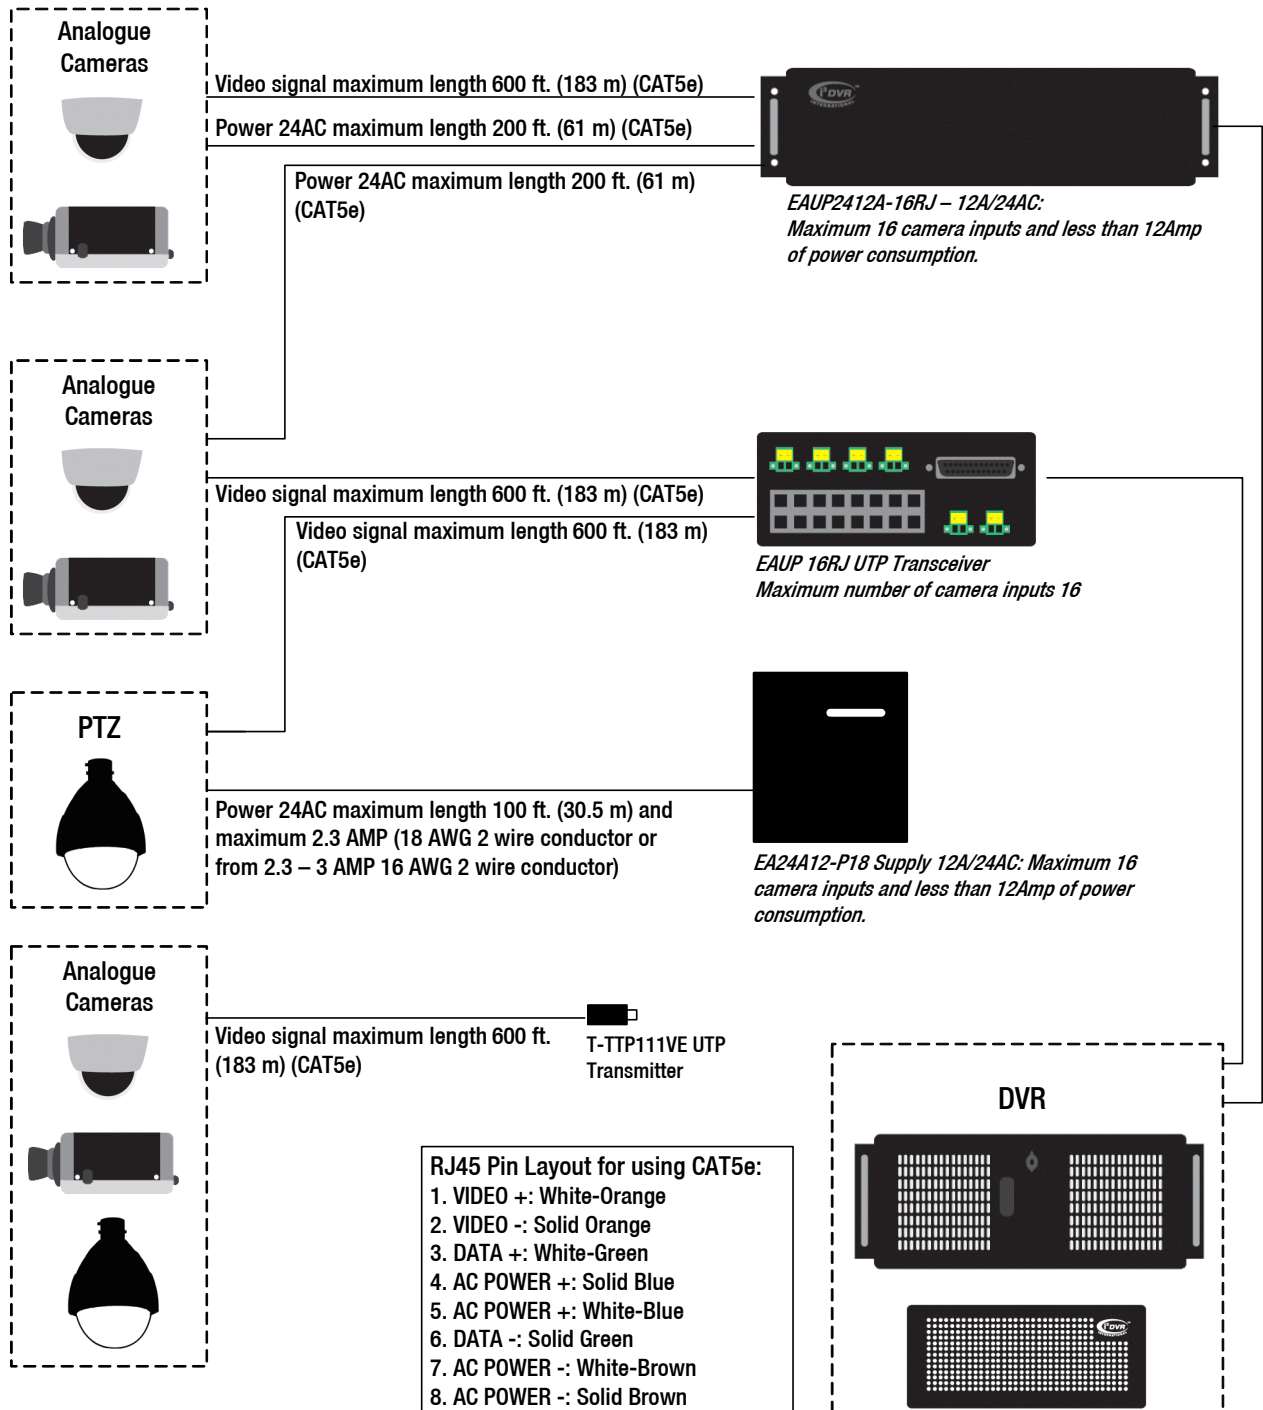 Analogue
Cameras
Video signal maximum length 600 ft. (183 m) (CAT5e)
Power 24AC maximum length 200 ft. (61 m) (CAT5e)
Power 24AC maximum length 200 ft. (61 m)
(CAT5e)
i³DVR
INTERNATIONAL
EAUP2412A-16RJ – 12A/24AC:
Maximum 16 camera inputs and less than 12Amp
of power consumption.
Analogue
Cameras
Video signal maximum length 600 ft. (183 m) (CAT5e)
Video signal maximum length 600 ft. (183 m)
(CAT5e)
EAUP 16RJ UTP Transceiver
Maximum number of camera inputs 16
PTZ
Power 24AC maximum length 100 ft. (30.5 m) and
maximum 2.3 AMP (18 AWG 2 wire conductor or
from 2.3 – 3 AMP 16 AWG 2 wire conductor)
EA24A12-P18 Supply 12A/24AC: Maximum 16
camera inputs and less than 12Amp of power
consumption.
Analogue
Cameras
Video signal maximum length 600 ft.
(183 m) (CAT5e)
T-TTP111VE UTP
Transmitter
DVR
i³DVR
INTERNATIONAL
RJ45 Pin Layout for using CAT5e:
1. VIDEO +: White-Orange
2. VIDEO -: Solid Orange
3. DATA +: White-Green
4. AC POWER +: Solid Blue
5. AC POWER +: White-Blue
6. DATA -: Solid Green
7. AC POWER -: White-Brown
8. AC POWER -: Solid Brown